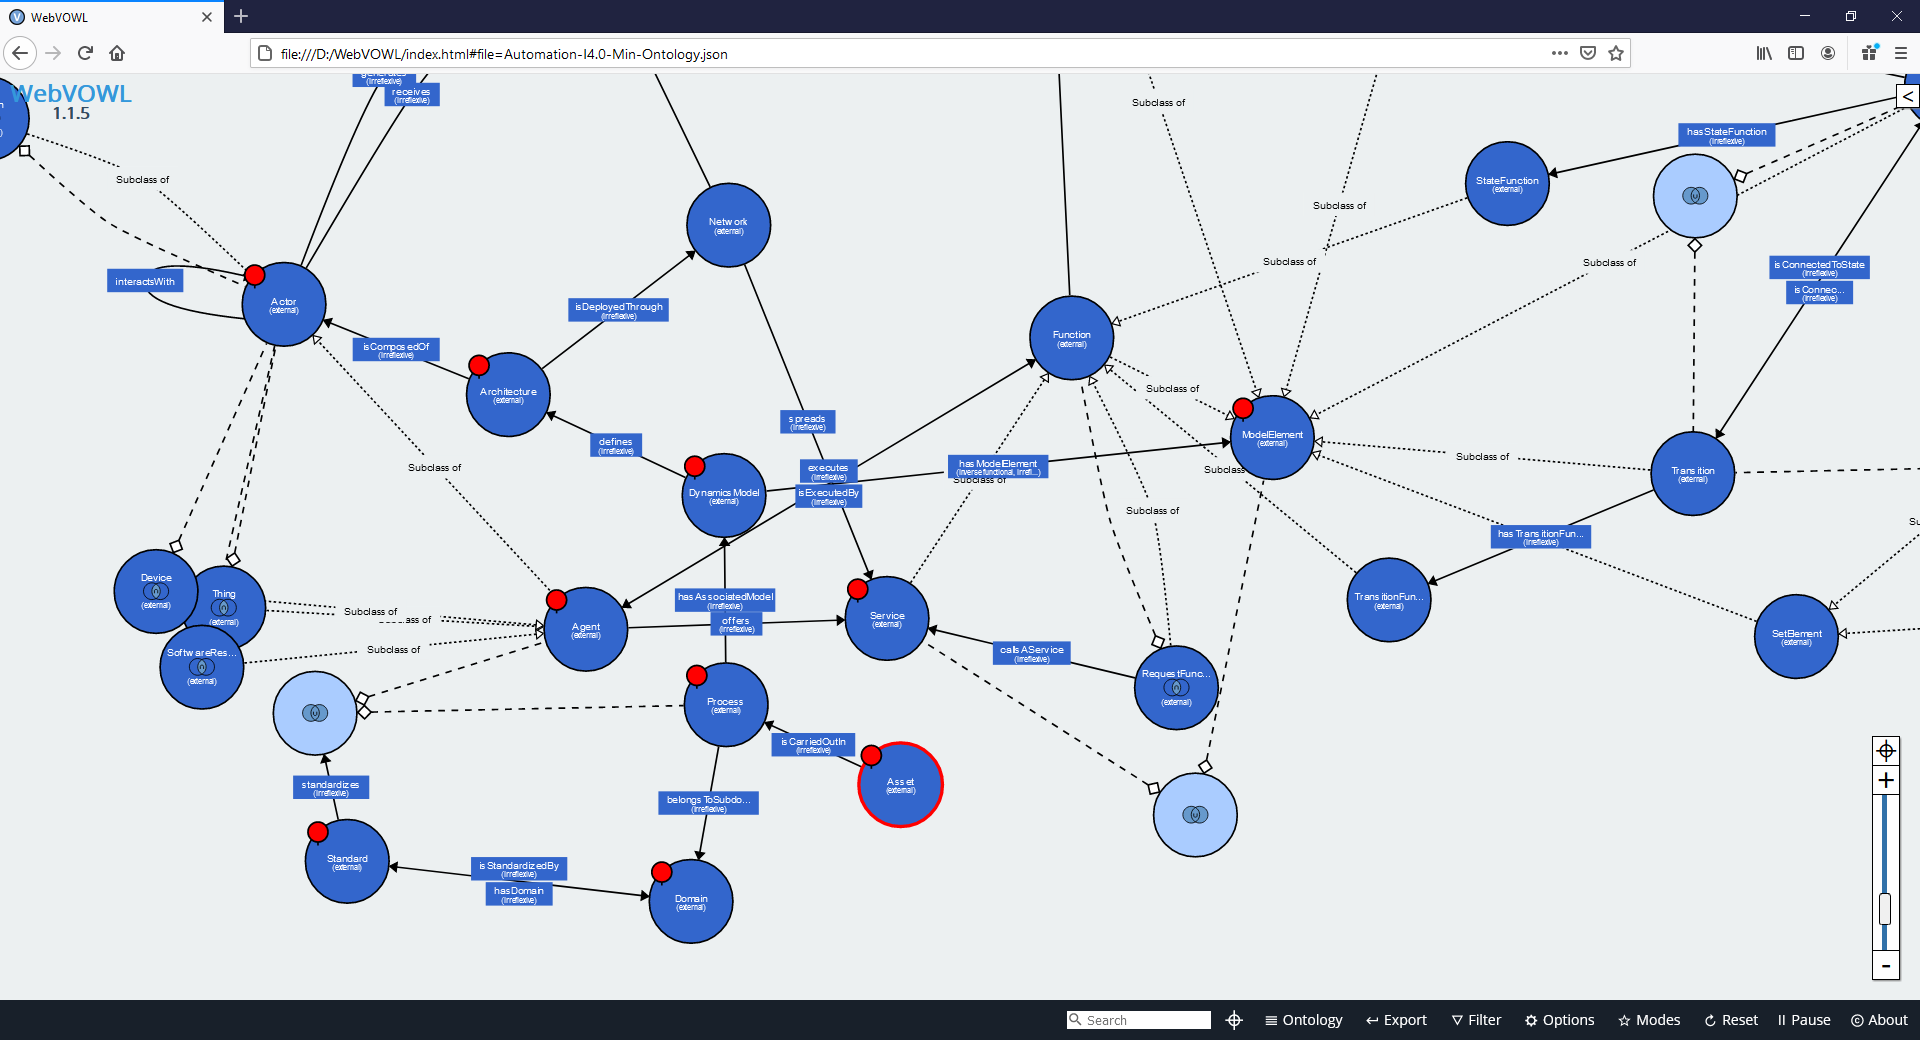 WebVOWL
file:///D:/WebVOWL/index.html#file=Automation-I4.0-Min-Ontology.json
WebVOWL
1.1.5
generates
(irreflexive)
receives
(irreflexive)
Subclass of
Subclass of
Subclass of
Subclass of
Subclass of
hasStateFunction
(irreflexive)
StateFunction
(external)
Network
(external)
interactsWith
Actor
(external)
isDeployedThrough
(irreflexive)
isConnectedToState
(irreflexive)
isConnec...
(irreflexive)
isComposedOf
(irreflexive)
Function
(external)
Architecture
(external)
Subclass of
spreads
(irreflexive)
defines
(irreflexive)
ModelElement
(external)
Subclass of
Subclass of
Subclass of
executes
(irreflexive)
hasModelElement
(inverse functional, irrefl...)
Subclass of
Transition
(external)
DynamicsModel
(external)
isExecutedBy
(irreflexive)
Subclass of
Su
hasTransitionFun...
(irreflexive)
Device
(external)
Thing
(external)
hasAssociatedModel
(irreflexive)
TransitionFun...
(external)
Subclass of
ass of
Agent
(external)
offers
(irreflexive)
Service
(external)
SetElement
(external)
SoftwareRes...
(external)
Subclass of
callsAService
(irreflexive)
RequestFunc...
(external)
Process
(external)
isCarriedOutIn
(irreflexive)
standardizes
(irreflexive)
Asset
(external)
belongsToSubdo...
(irreflexive)
Standard
(external)
isStandardizedBy
(irreflexive)
hasDomain
(irreflexive)
Domain
(external)
Search
Ontology
Export
Filter
Options
Modes
Reset
Pause
About